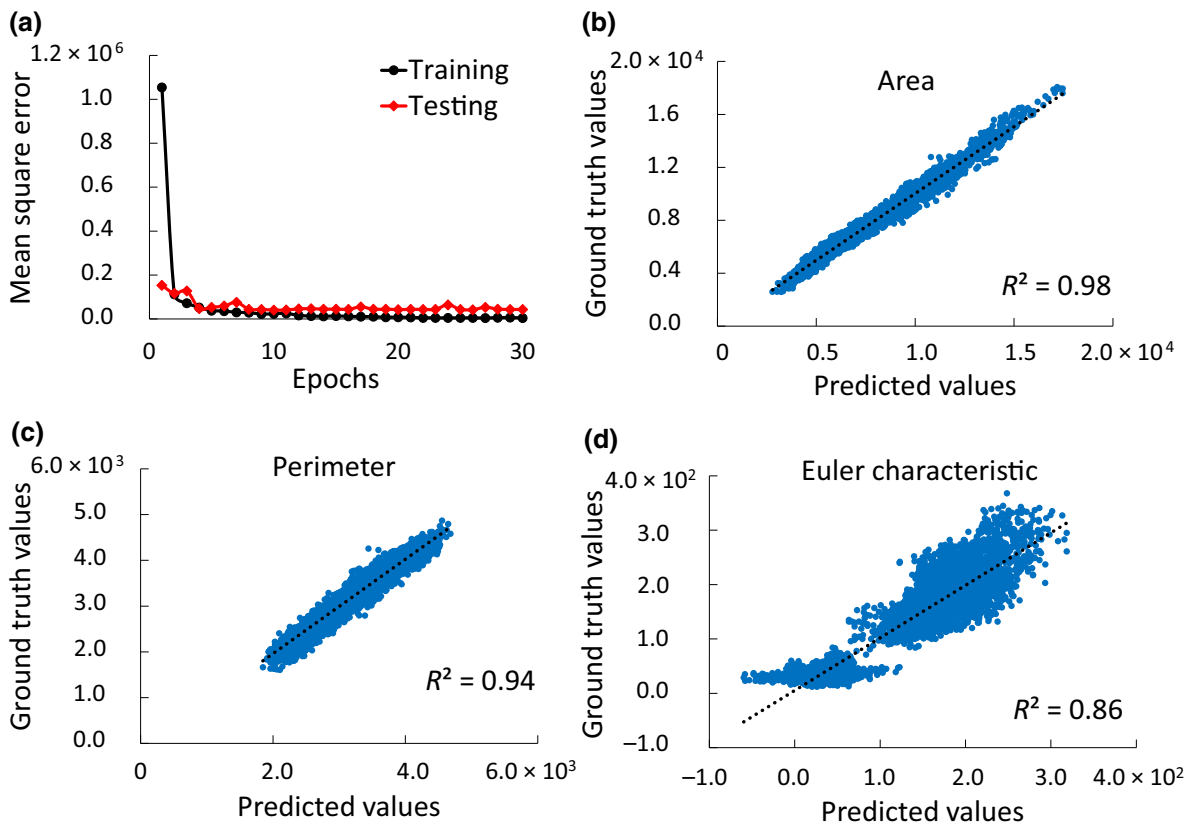 (a)
1.2 × 10⁶
1.0
0.8
0.6
0.4
0.2
0.0
Mean square error
0 10 20 30
Epochs
Training
Testing
(b)
2.0 × 10⁴
1.6
1.2
0.8
0.4
0.0
Ground truth values
Area
R² = 0.98
0 0.5 1.0 1.5 2.0 × 10⁴
Predicted values
(c)
6.0 × 10³
5.0
4.0
3.0
2.0
1.0
0.0
Ground truth values
Perimeter
R² = 0.94
0 2.0 4.0 6.0 × 10³
Predicted values
(d)
4.0 × 10²
3.0
2.0
1.0
0.0
−1.0
Ground truth values
Euler characteristic
R² = 0.86
−1.0 0.0 1.0 2.0 3.0 4.0 × 10²
Predicted values